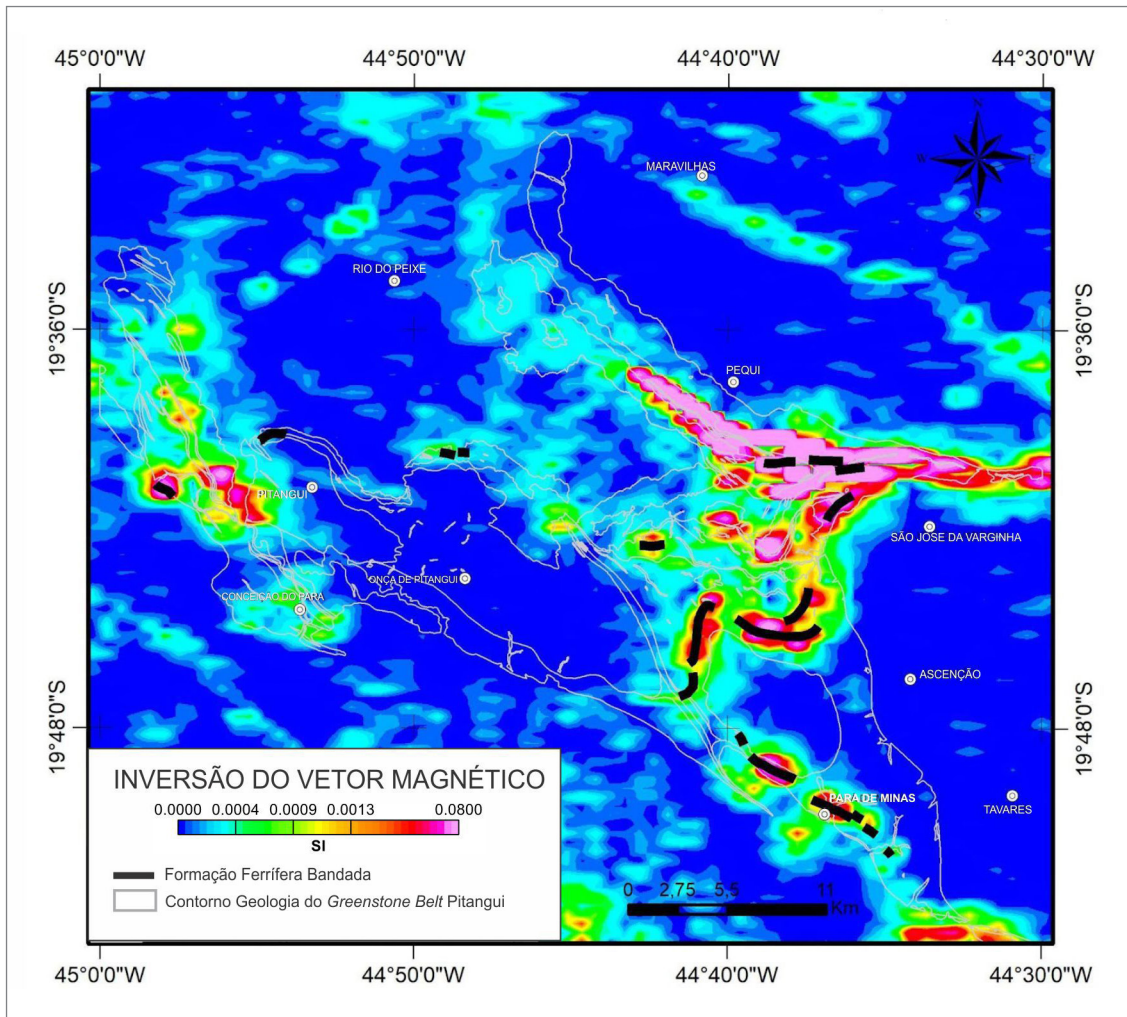 45°0'0"W 44°50'0"W 44°40'0"W 44°30'0"W
N
W E
S
MARAVILHAS
RIO DO PEIXE
19°36'0"S 19°36'0"S
PEQUI
PITANGUI
SÃO JOSE DA VARGINHA
ONÇA DE PITANGUI
CONCEIÇÃO DO PARA
ASCENÇÃO
19°48'0"S 19°48'0"S
INVERSÃO DO VETOR MAGNÉTICO
0.0000 0.0004 0.0009 0.0013 0.0800
SI
PARA DE MINAS
TAVARES
Formação Ferrífera Bandada
Contorno Geologia do Greenstone Belt Pitangui
0 2,75 5,5 11
Km
45°0'0"W 44°50'0"W 44°40'0"W 44°30'0"W